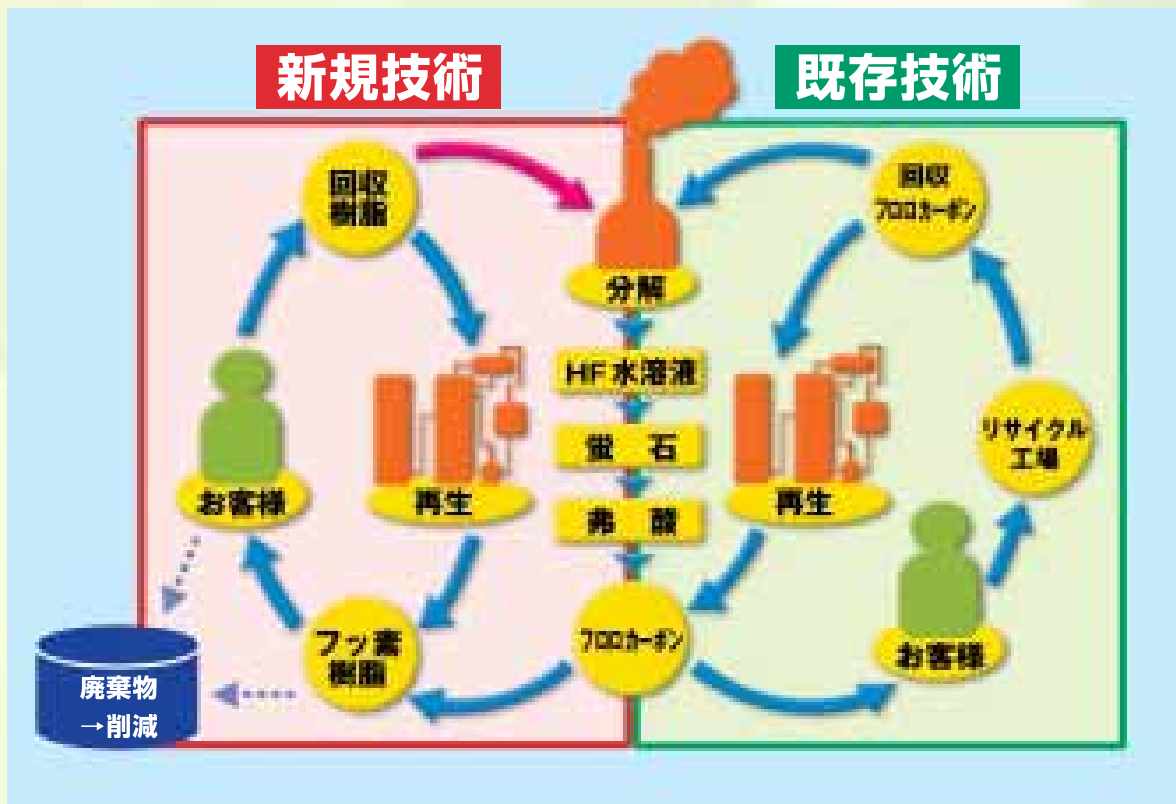 新規技術
既存技術
回収
樹脂
回収
フロロカーボン
分解
HF水溶液
蛍 石
弗 酸
リサイクル
工場
お客様
再生
再生
フッ素
樹脂
フロロカーボン
お客様
廃棄物
→削減